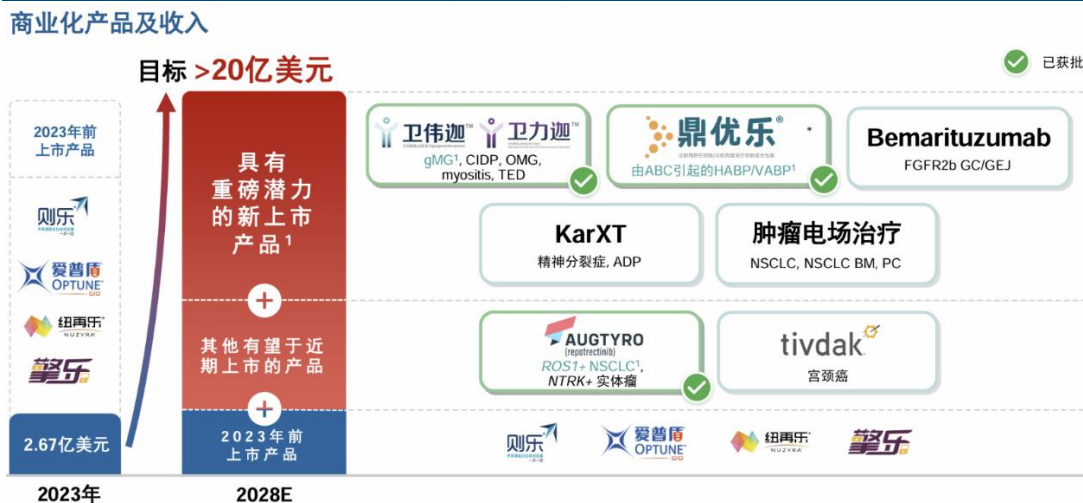 商业化产品及收入
目标 >20亿美元
已获批
2023年前
上市产品
则乐
爱普盾
OPTUNE
GIO
纽再乐
NUZYRA
擎乐
2.67亿美元
2023年
具有
重磅潜力
的新上市
产品1
+
其他有望于近
期上市的产品
+
2023年前
上市产品
2028E
卫伟迦™ 卫力迦™
gMG1, CIDP, OMG,
myositis, TED
鼎优乐® *
由ABC引起的HABP/VABP1
Bemarituzumab
FGFR2b GC/GEJ
KarXT
精神分裂症, ADP
肿瘤电场治疗
NSCLC, NSCLC BM, PC
AUGTYRO
(repotrectinib)
ROS1+ NSCLC1,
NTRK+ 实体瘤
tivdak
宫颈癌
则乐
爱普盾
OPTUNE
GIO
纽再乐
NUZYRA
擎乐